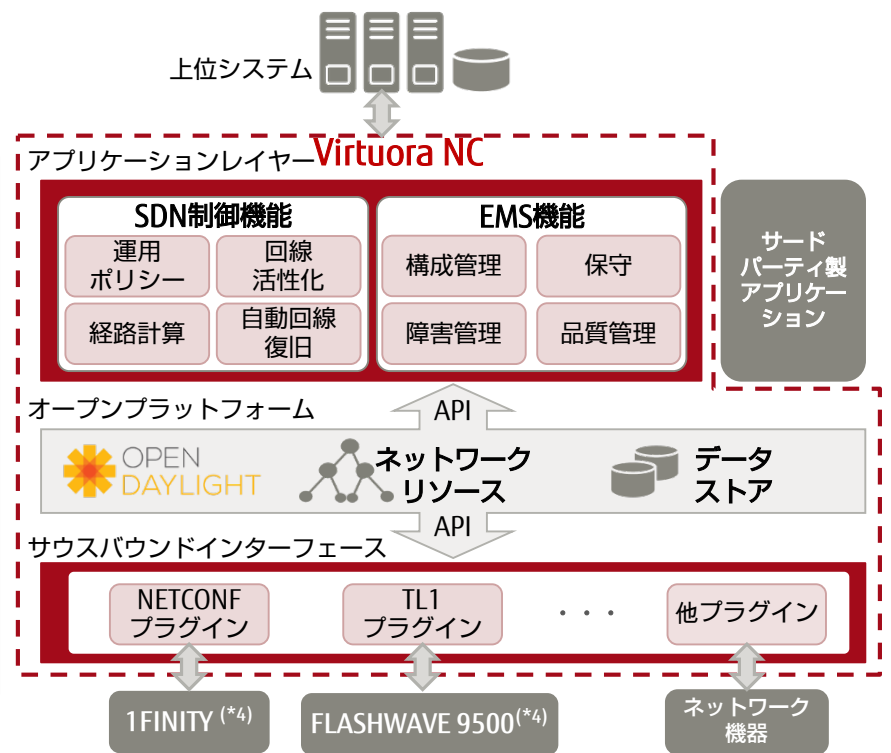 上位システム
アプリケーションレイヤー
Virtuora NC
SDN制御機能
運用
ポリシー
回線
活性化
経路計算
自動回線
復旧
EMS機能
構成管理
保守
障害管理
品質管理
サード
パーティ製
アプリケー
ション
オープンプラットフォーム
API
OPEN
DAYLIGHT
ネットワーク
リソース
データ
ストア
API
サウスバウンドインターフェース
NETCONF
プラグイン
TL1
プラグイン
・・・
他プラグイン
1FINITY (*4)
FLASHWAVE 9500(*4)
ネットワーク
機器